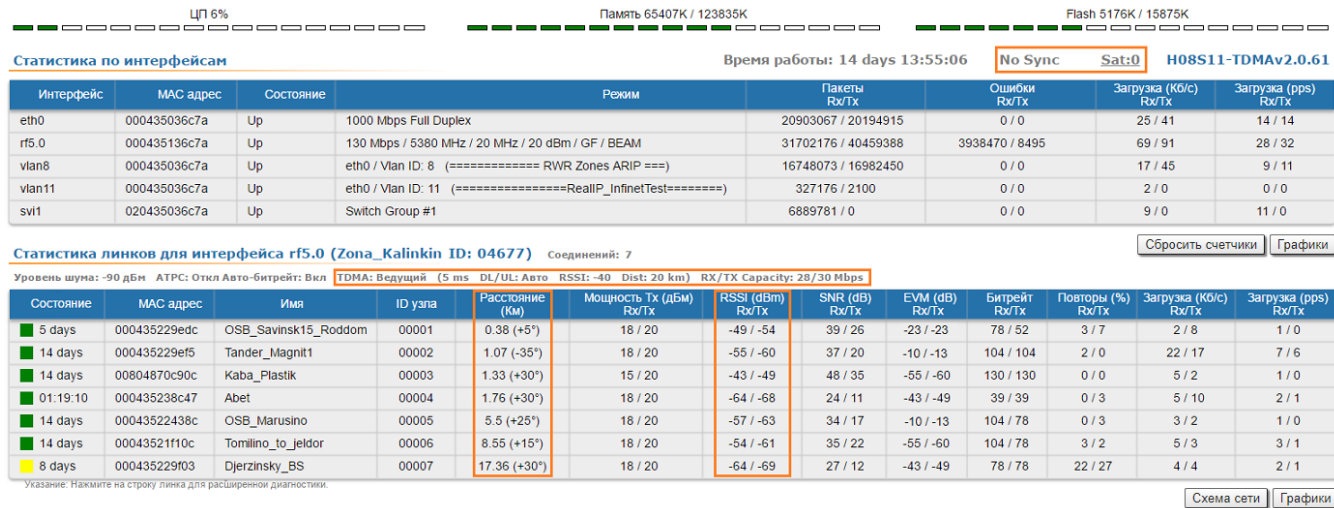 ЦП 6% Память 65407K / 123835K Flash 5176K / 15875K
Статистика по интерфейсам Время работы: 14 days 13:55:06 No Sync Sat:0 H08S11-TDMAv2.0.61
Интерфейс MAC адрес Состояние Режим Пакеты Rx/Tx Ошибки Rx/Tx Загрузка (Кб/с) Rx/Tx Загрузка (pps) Rx/Tx
eth0 000435036c7a Up 1000 Mbps Full Duplex 20903067 / 20194915 0 / 0 25 / 41 14 / 14
rf5.0 000435136c7a Up 130 Mbps / 5380 MHz / 20 MHz / 20 dBm / GF / BEAM 31702176 / 40459388 3938470 / 8495 69 / 91 28 / 32
vlan8 000435036c7a Up eth0 / Vlan ID: 8 (============= RWR Zones ARIP ===) 16748073 / 16982450 0 / 0 17 / 45 9 / 11
vlan11 000435036c7a Up eth0 / Vlan ID: 11 (================RealIP_InfinetTest========) 327176 / 2100 0 / 0 2 / 0 0 / 0
svi1 020435036c7a Up Switch Group #1 6889781 / 0 0 / 0 9 / 0 11 / 0
Сбросить счетчики Графики
Статистика линков для интерфейса rf5.0 (Zona_Kalinkin ID: 04677) Соединений: 7
Уровень шума: -90 дБм АТРС: Откл Авто-битрейт: Вкл TDMA: Ведущий (5 ms DL/UL: Авто RSSI: -40 Dist: 20 km) RX/TX Capacity: 28/30 Mbps
Состояние MAC адрес Имя ID узла Расстояние (Км) Мощность Tx (дБм) Rx/Tx RSSI (dBm) Rx/Tx SNR (dB) Rx/Tx EVM (dB) Rx/Tx Битрейт Rx/Tx Повторы (%) Rx/Tx Загрузка (Кб/с) Rx/Tx Загрузка (pps) Rx/Tx
5 days 000435229edc OSB_Savinsk15_Roddom 00001 0.38 (+5°) 18 / 20 -49 / -54 39 / 26 -23 / -23 78 / 52 3 / 7 2 / 8 1 / 0
14 days 000435229ef5 Tander_Magnit1 00002 1.07 (-35°) 18 / 20 -55 / -60 37 / 20 -10 / -13 104 / 104 2 / 0 22 / 17 7 / 6
14 days 00804870c90c Kaba_Plastik 00003 1.33 (+30°) 15 / 20 -43 / -49 48 / 35 -55 / -60 130 / 130 0 / 0 5 / 2 1 / 0
01:19:10 000435238c47 Abet 00004 1.76 (+30°) 18 / 20 -64 / -68 24 / 11 -43 / -49 39 / 39 0 / 3 5 / 10 2 / 1
14 days 00043522438c OSB_Marusino 00005 5.5 (+25°) 18 / 20 -57 / -63 34 / 17 -10 / -13 104 / 78 0 / 3 3 / 2 1 / 0
14 days 00043521f10c Tomilino_to_jeldor 00006 8.55 (+15°) 18 / 20 -54 / -61 35 / 22 -55 / -60 104 / 78 3 / 2 5 / 3 3 / 1
8 days 000435229f03 Djerzinsky_BS 00007 17.36 (+30°) 18 / 20 -64 / -69 27 / 12 -43 / -49 78 / 78 22 / 27 4 / 4 2 / 1
Указание: Нажмите на строку линка для расширенной диагностики.
Схема сети Графики